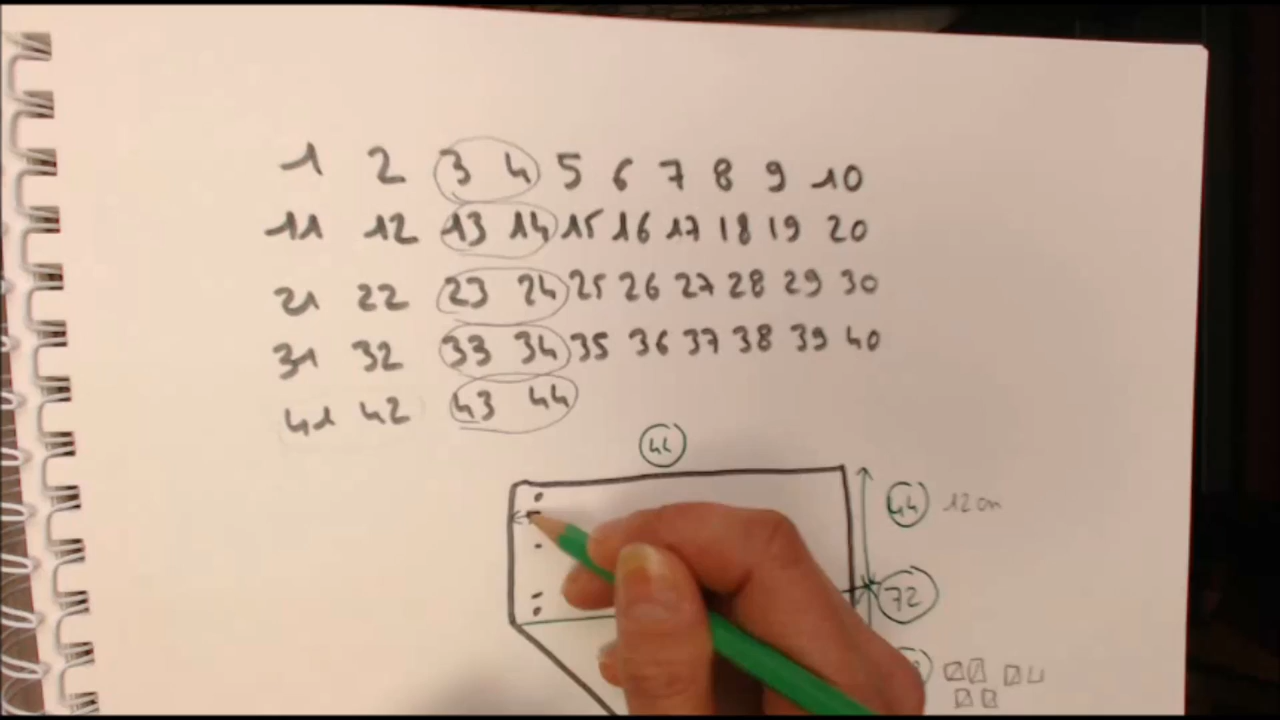 1 2 3 4 5 6 7 8 9 10
11 12 13 14 15 16 17 18 19 20
21 22 23 24 25 26 27 28 29 30
31 32 33 34 35 36 37 38 39 40
41 42 43 44
44
44 12 cm
72